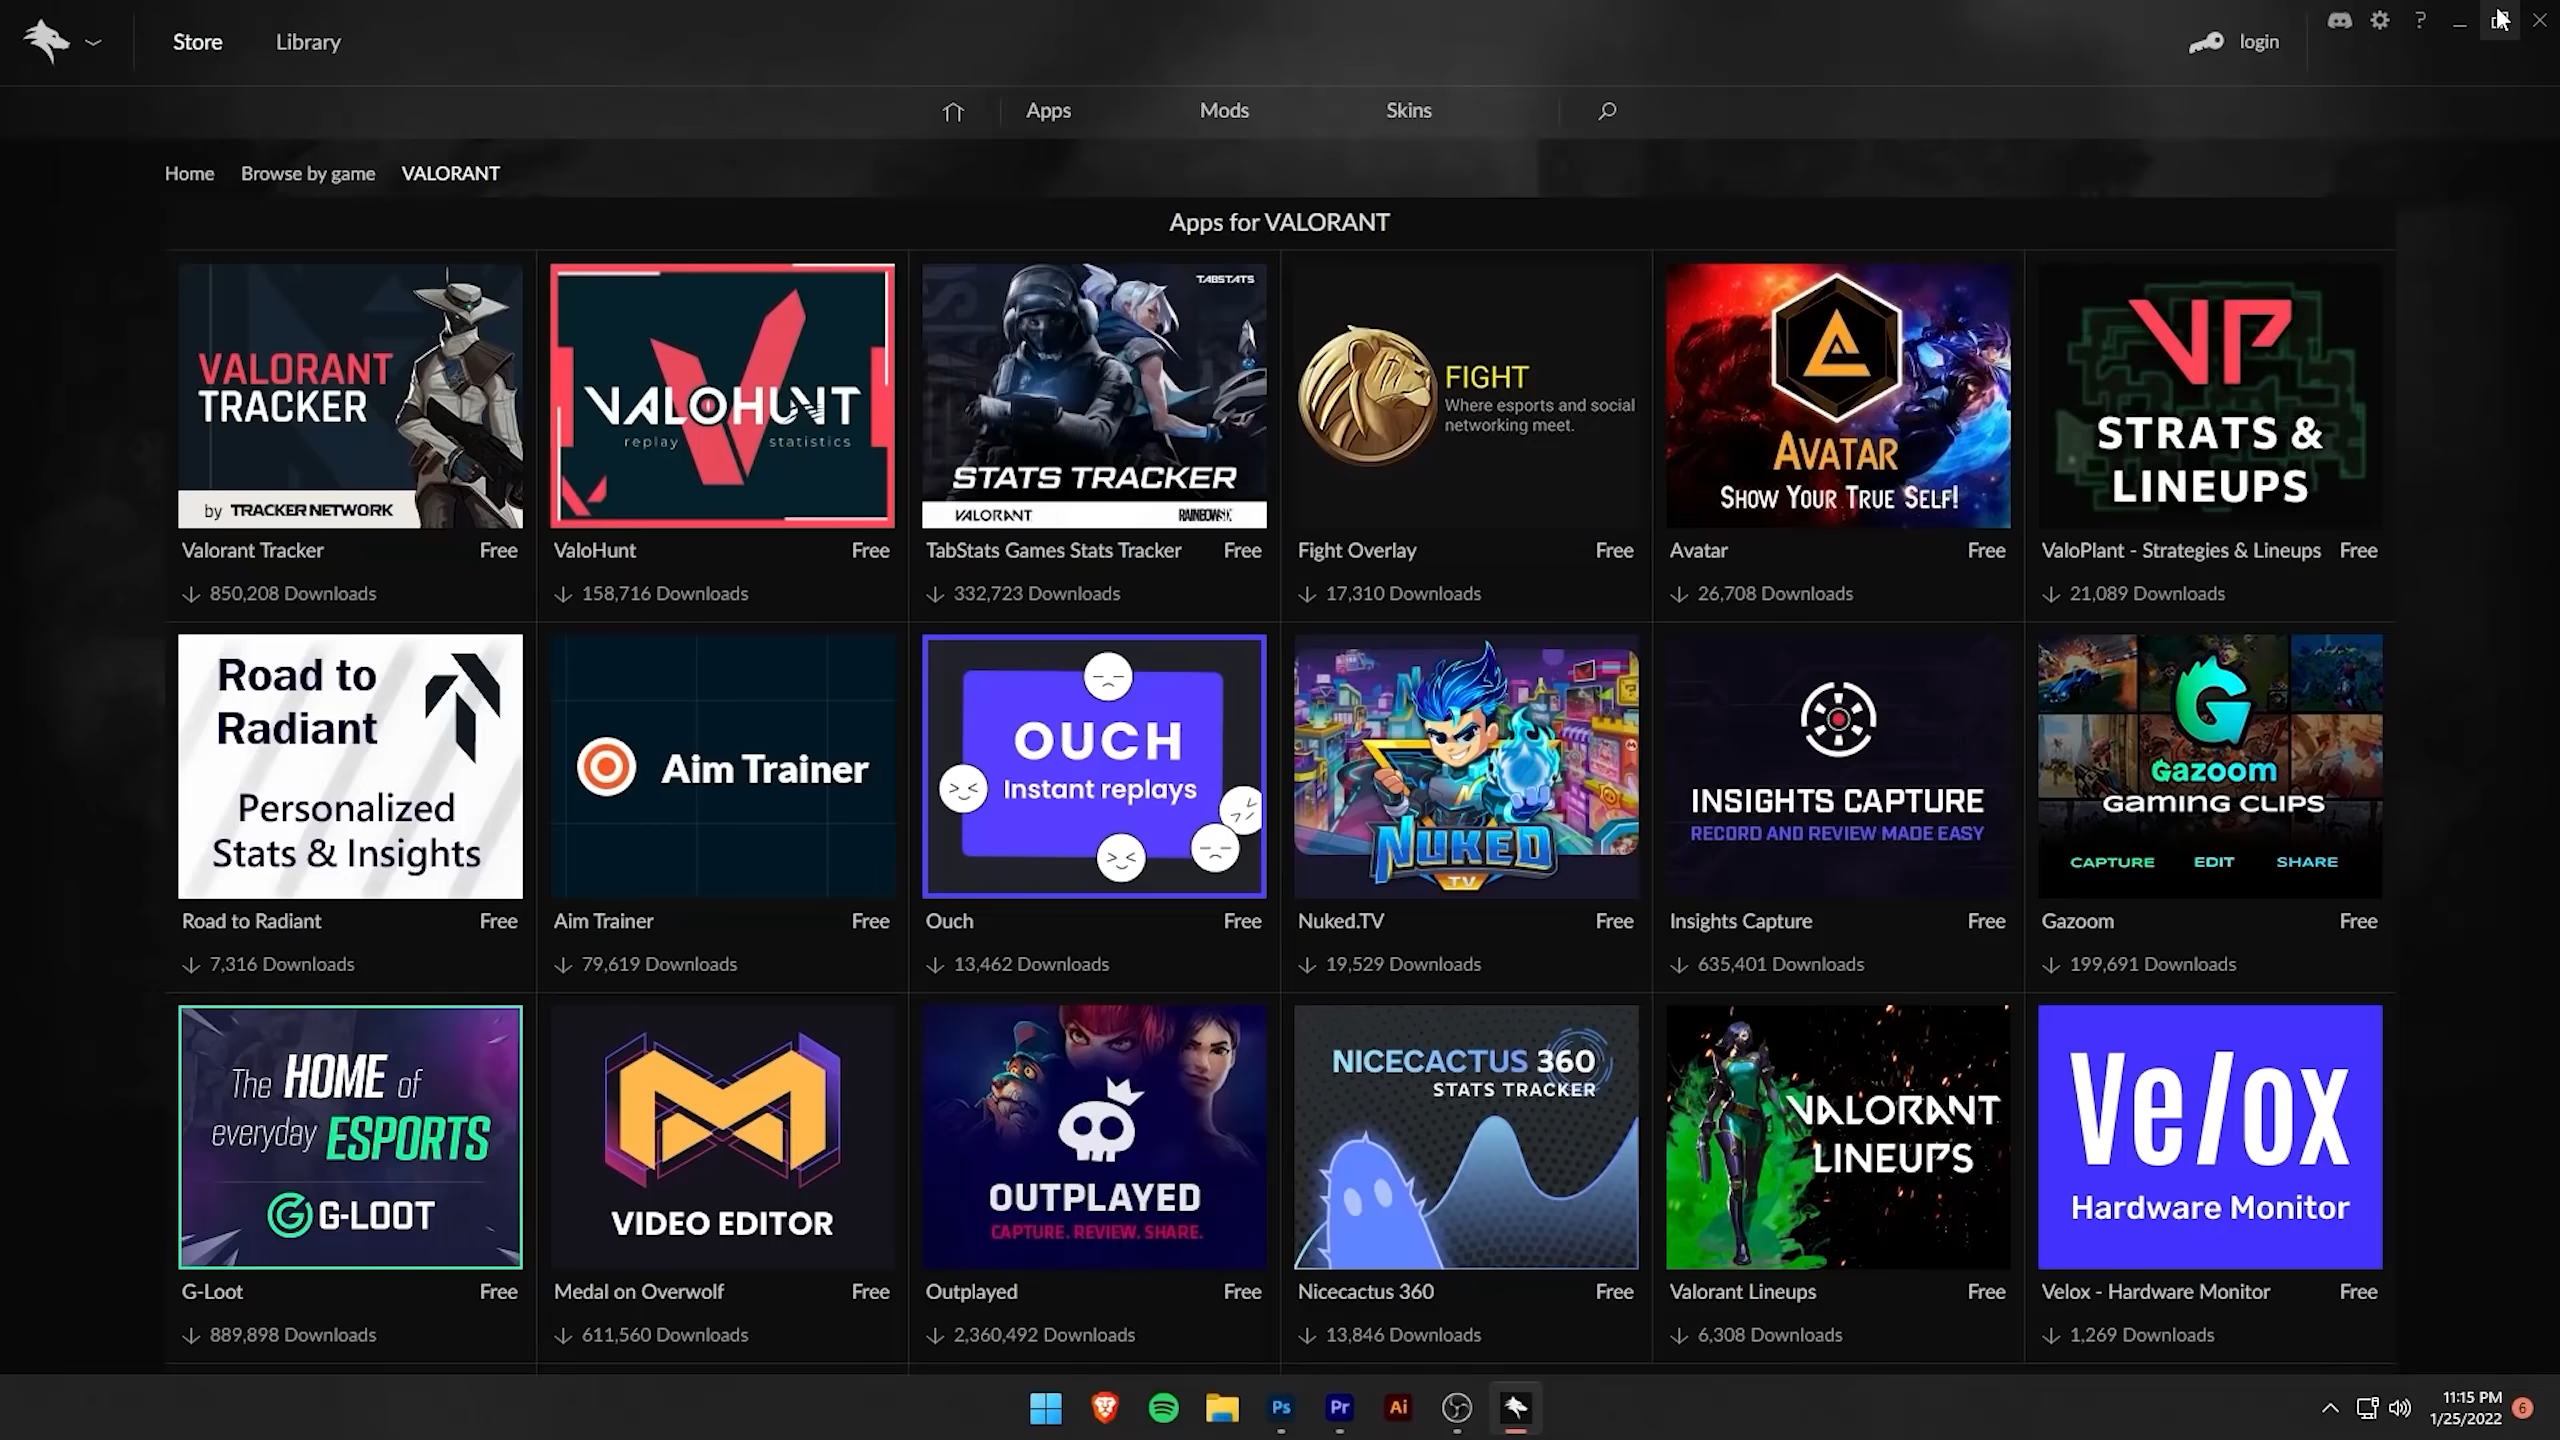 Store
Library
login
Apps
Mods
Skins
Home
Browse by game
VALORANT
Apps for VALORANT
VALORANT
TRACKER
by TRACKER NETWORK
Valorant Tracker
Free
850,208 Downloads
VALOHUNT
replay
statistics
ValoHunt
Free
158,716 Downloads
TABSTATS
STATS TRACKER
VALORANT
TabStats Games Stats Tracker
Free
332,723 Downloads
FIGHT
Where esports and social
networking meet.
Fight Overlay
Free
17,310 Downloads
AVATAR
SHOW YOUR TRUE SELF!
Avatar
Free
26,708 Downloads
VP
STRATS &
LINEUPS
ValoPlant - Strategies & Lineups
Free
21,089 Downloads
Road to
Radiant
Personalized
Stats & Insights
Road to Radiant
Free
7,316 Downloads
Aim Trainer
Aim Trainer
Free
79,619 Downloads
OUCH
Instant replays
Ouch
Free
13,462 Downloads
NUKED
TV
Nuked.TV
Free
19,529 Downloads
INSIGHTS CAPTURE
RECORD AND REVIEW MADE EASY
Insights Capture
Free
635,401 Downloads
Gazoom
GAMING CLIPS
CAPTURE
EDIT
SHARE
Gazoom
Free
199,691 Downloads
The HOME of
everyday ESPORTS
G-LOOT
G-Loot
Free
889,898 Downloads
VIDEO EDITOR
Medal on Overwolf
Free
611,560 Downloads
OUTPLAYED
CAPTURE. REVIEW. SHARE.
Outplayed
Free
2,360,492 Downloads
NICECACTUS 360
STATS TRACKER
Nicecactus 360
Free
13,846 Downloads
VALORANT
LINEUPS
Valorant Lineups
Free
6,308 Downloads
Ve/ox
Hardware Monitor
Velox - Hardware Monitor
Free
1,269 Downloads
Ps
Pr
Ai
11:15 PM
1/25/2022
6